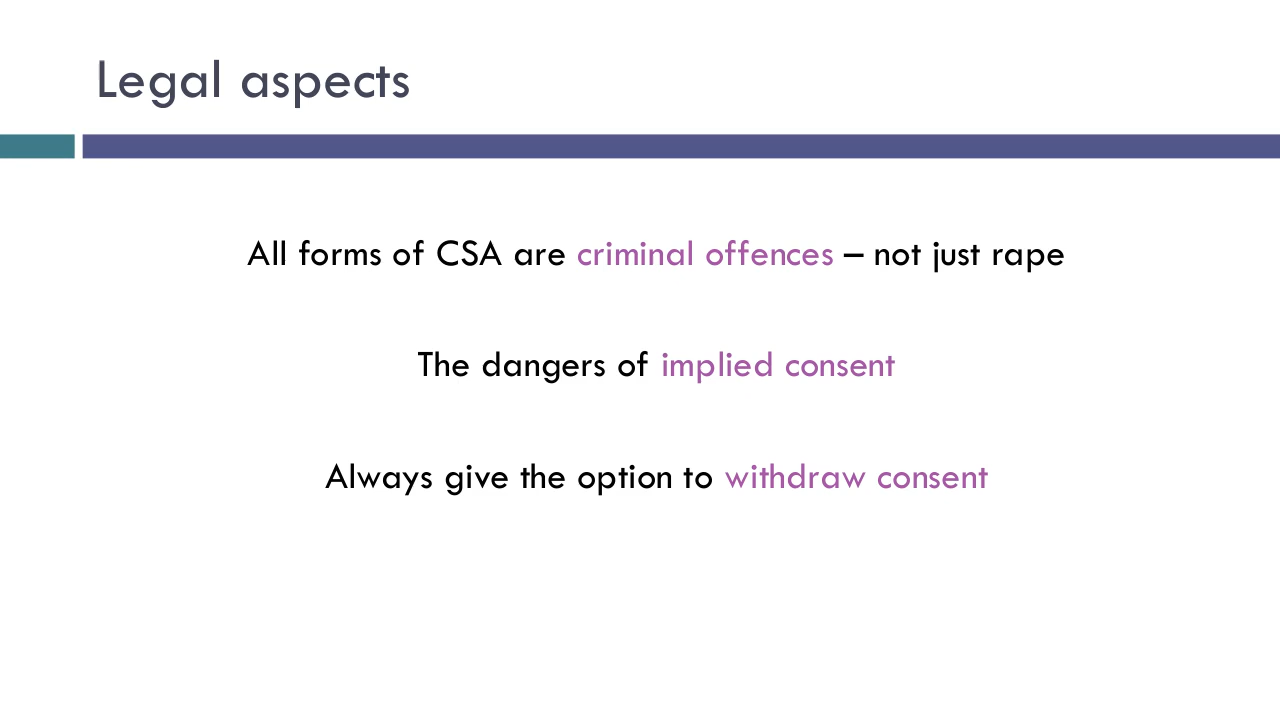 Legal aspects
All forms of CSA are criminal offences – not just rape
The dangers of implied consent
Always give the option to withdraw consent